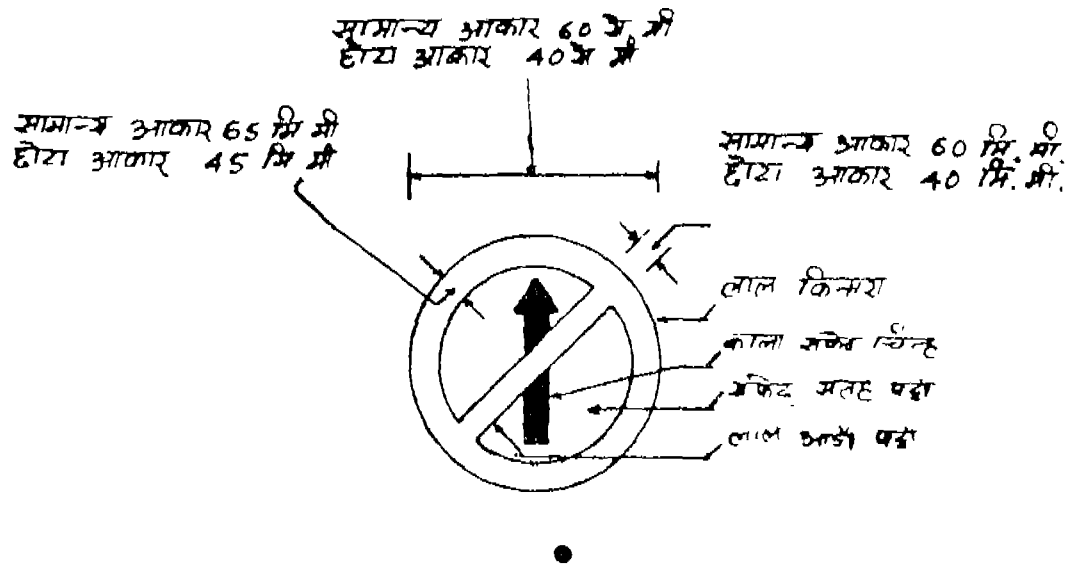 सामान्य आकार 60 से मी
छोटा आकार 40 से मी
सामान्य आकार 65 मि मी
छोटा आकार 45 मि मी
सामान्य आकार 60 मि. मी.
छोटा आकार 40 मि. मी.
लाल किनारा
काला संकेत चिन्ह
सफेद सतह पट्टी
लाल आडी पट्टी